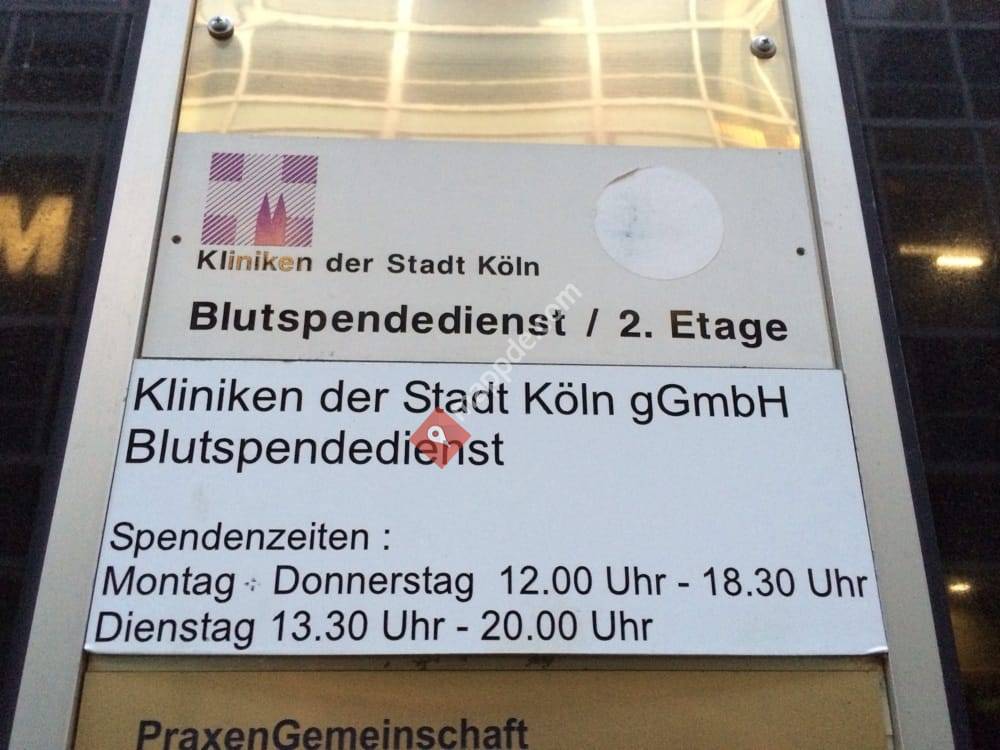 M
Kliniken der Stadt Köln
Blutspendedienst / 2. Etage
Kliniken der Stadt Köln gGmbH
Blutspendedienst
Spendenzeiten :
Montag - Donnerstag 12.00 Uhr - 18.30 Uhr
Dienstag 13.30 Uhr - 20.00 Uhr
PraxenGemeinschaft